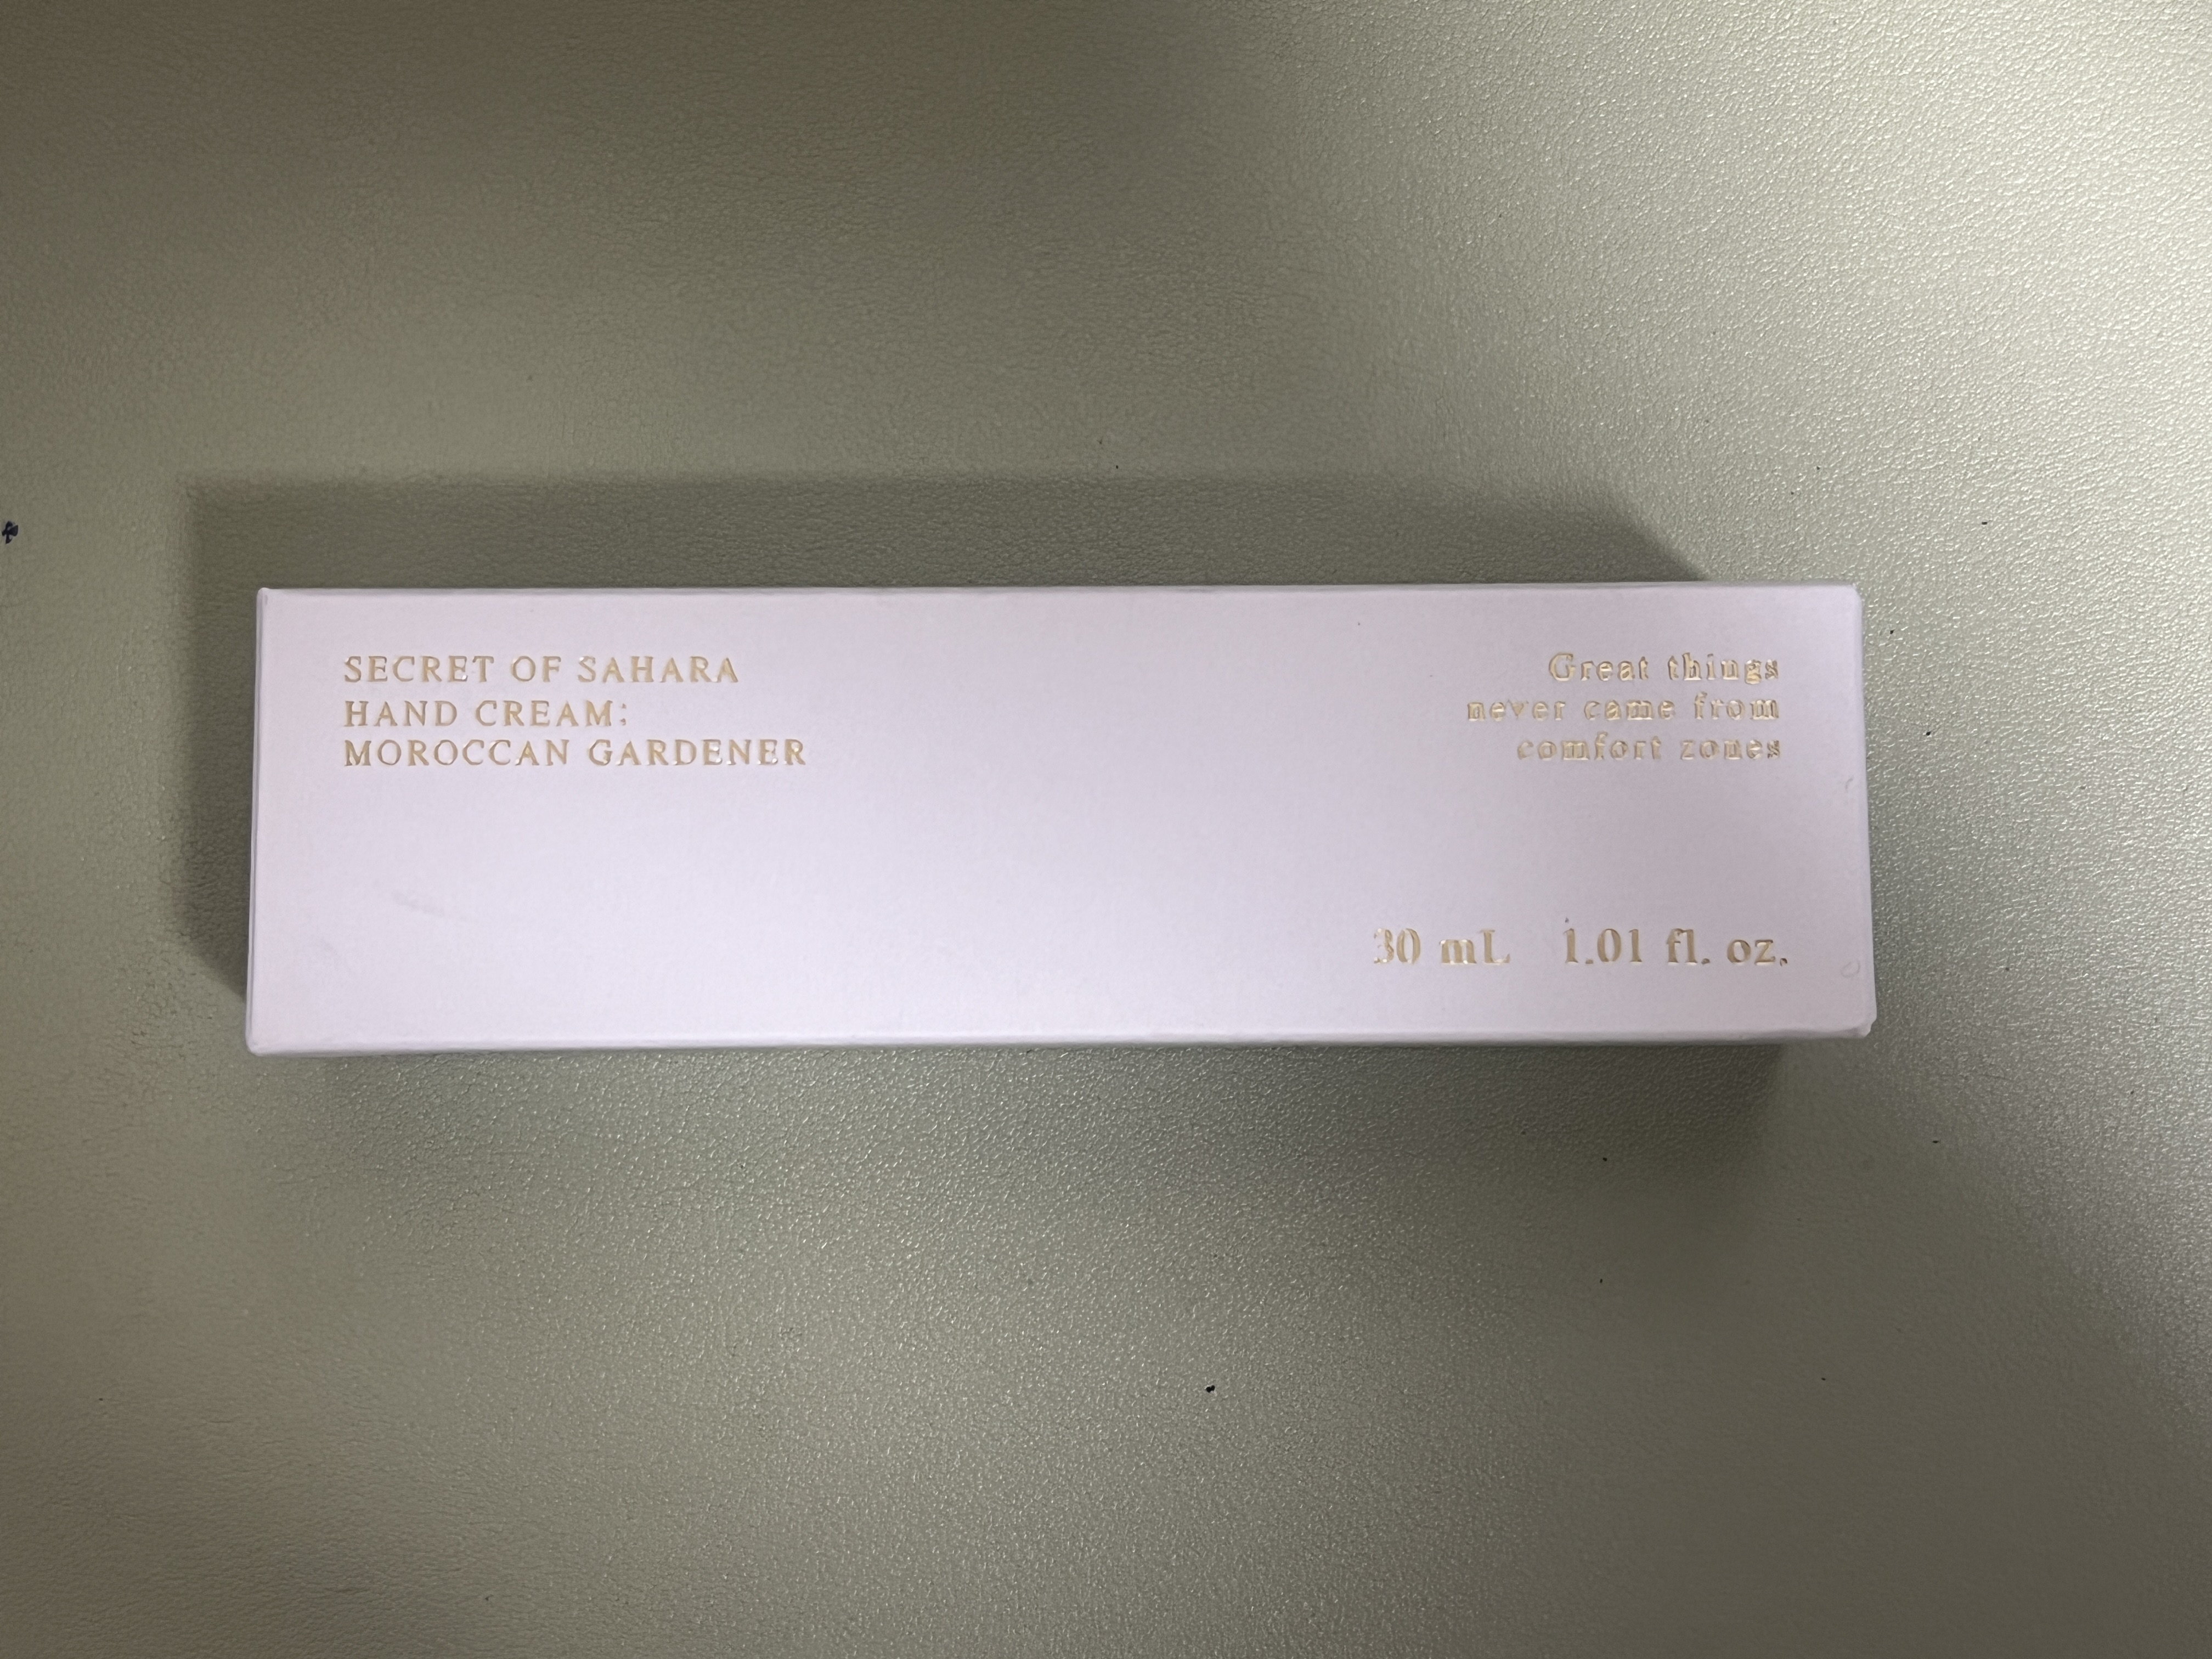 SECRET OF SAHARA
HAND CREAM:
MOROCCAN GARDENER
Great things
never came from
comfort zones
30 mL 1.01 fl. oz.